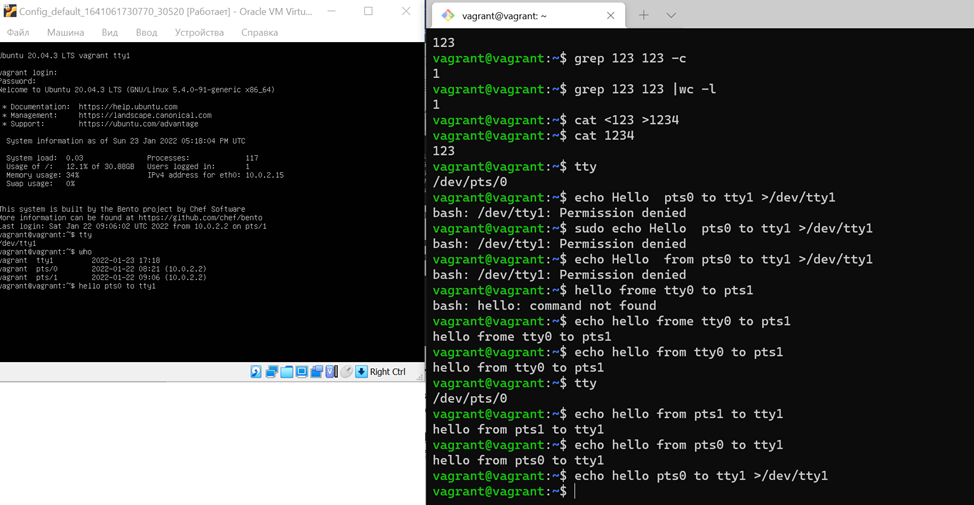 Config_default_1641061730770_30520 [Работает] - Oracle VM Virtu...
Файл Машина Вид Ввод Устройства Справка
Ubuntu 20.04.3 LTS vagrant tty1
vagrant login:
Password:
Welcome to Ubuntu 20.04.3 LTS (GNU/Linux 5.4.0-91-generic x86_64)
* Documentation: https://help.ubuntu.com
* Management: https://landscape.canonical.com
* Support: https://ubuntu.com/advantage
System information as of Sun 23 Jan 2022 05:18:04 PM UTC
System load: 0.03 Processes: 117
Usage of /: 12.1% of 30.88GB Users logged in: 1
Memory usage: 34% IPv4 address for eth0: 10.0.2.15
Swap usage: 0%
This system is built by the Bento project by Chef Software
More information can be found at https://github.com/chef/bento
Last login: Sat Jan 22 09:06:02 UTC 2022 from 10.0.2.2 on pts/1
vagrant@vagrant:~$ tty
/dev/tty1
vagrant@vagrant:~$ who
vagrant tty1 2022-01-23 17:18
vagrant pts/0 2022-01-22 08:21 (10.0.2.2)
vagrant pts/1 2022-01-22 09:06 (10.0.2.2)
vagrant@vagrant:~$ hello pts0 to tty1
Right Ctrl
vagrant@vagrant: ~
123
vagrant@vagrant:~$ grep 123 123 -c
1
vagrant@vagrant:~$ grep 123 123 |wc -l
1
vagrant@vagrant:~$ cat <123 >1234
vagrant@vagrant:~$ cat 1234
123
vagrant@vagrant:~$ tty
/dev/pts/0
vagrant@vagrant:~$ echo Hello  pts0 to tty1 >/dev/tty1
bash: /dev/tty1: Permission denied
vagrant@vagrant:~$ sudo echo Hello  pts0 to tty1 >/dev/tty1
bash: /dev/tty1: Permission denied
vagrant@vagrant:~$ echo Hello  from pts0 to tty1 >/dev/tty1
bash: /dev/tty1: Permission denied
vagrant@vagrant:~$ hello frome tty0 to pts1
bash: hello: command not found
vagrant@vagrant:~$ echo hello frome tty0 to pts1
hello frome tty0 to pts1
vagrant@vagrant:~$ echo hello from tty0 to pts1
hello from tty0 to pts1
vagrant@vagrant:~$ tty
/dev/pts/0
vagrant@vagrant:~$ echo hello from pts1 to tty1
hello from pts1 to tty1
vagrant@vagrant:~$ echo hello from pts0 to tty1
hello from pts0 to tty1
vagrant@vagrant:~$ echo hello pts0 to tty1 >/dev/tty1
vagrant@vagrant:~$